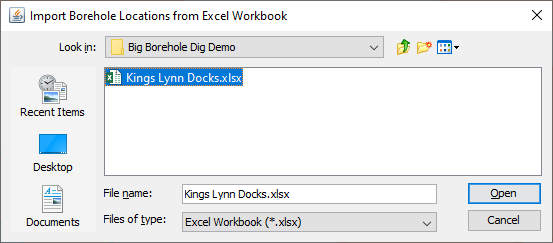 Import Borehole Locations from Excel Workbook
Look in: Big Borehole Dig Demo
Kings Lynn Docks.xlsx
Recent Items
Desktop
Documents
File name: Kings Lynn Docks.xlsx
Open
Files of type: Excel Workbook (*.xlsx)
Cancel